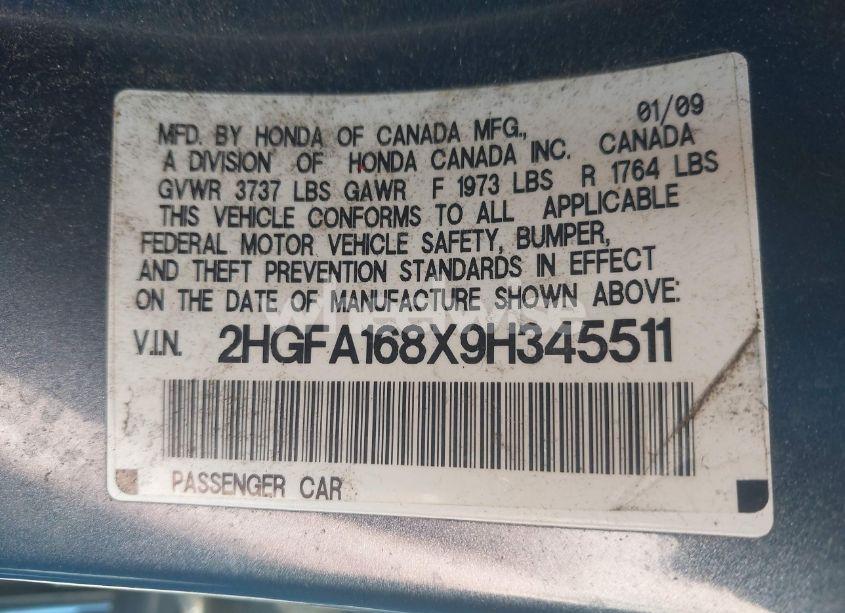 01/09
MFD. BY HONDA OF CANADA MFG.,
A DIVISION OF HONDA CANADA INC. CANADA
GVWR 3737 LBS GAWR F 1973 LBS R 1764 LBS
THIS VEHICLE CONFORMS TO ALL APPLICABLE
FEDERAL MOTOR VEHICLE SAFETY, BUMPER,
AND THEFT PREVENTION STANDARDS IN EFFECT
ON THE DATE OF MANUFACTURE SHOWN ABOVE:
V.I.N. 2HGFA168X9H345511
PASSENGER CAR